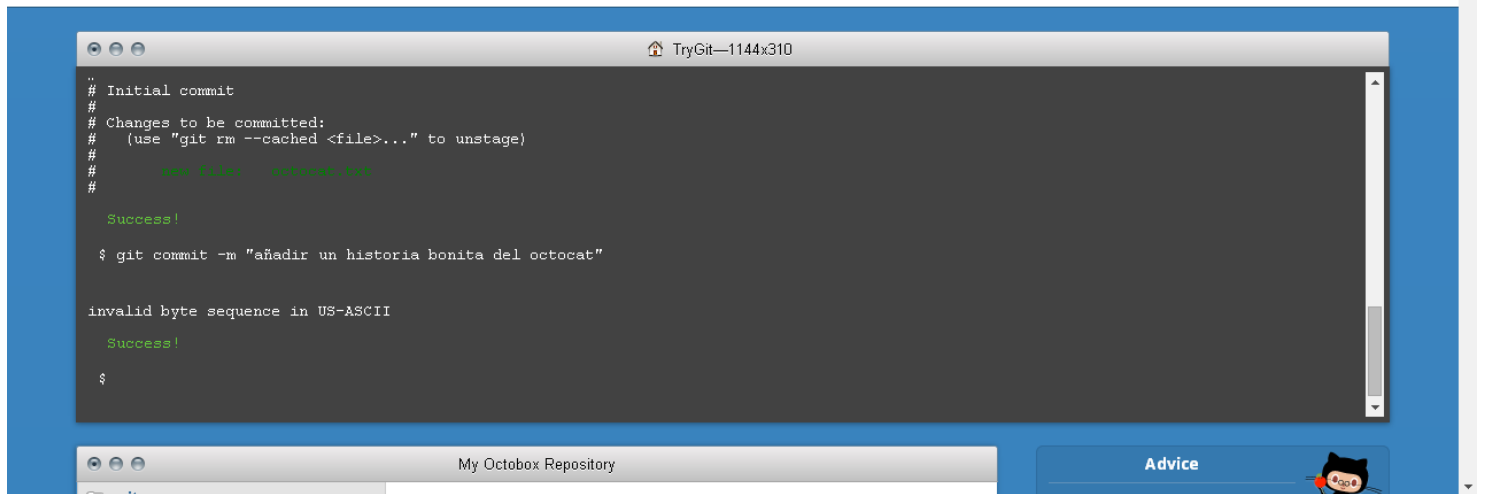 TryGit—1144x310
..
# Initial commit
#
# Changes to be committed:
#   (use "git rm --cached <file>..." to unstage)
#
#       new file:   octocat.txt
#
Success!
$ git commit -m "añadir un historia bonita del octocat"
invalid byte sequence in US-ASCII
Success!
$
My Octobox Repository
Advice